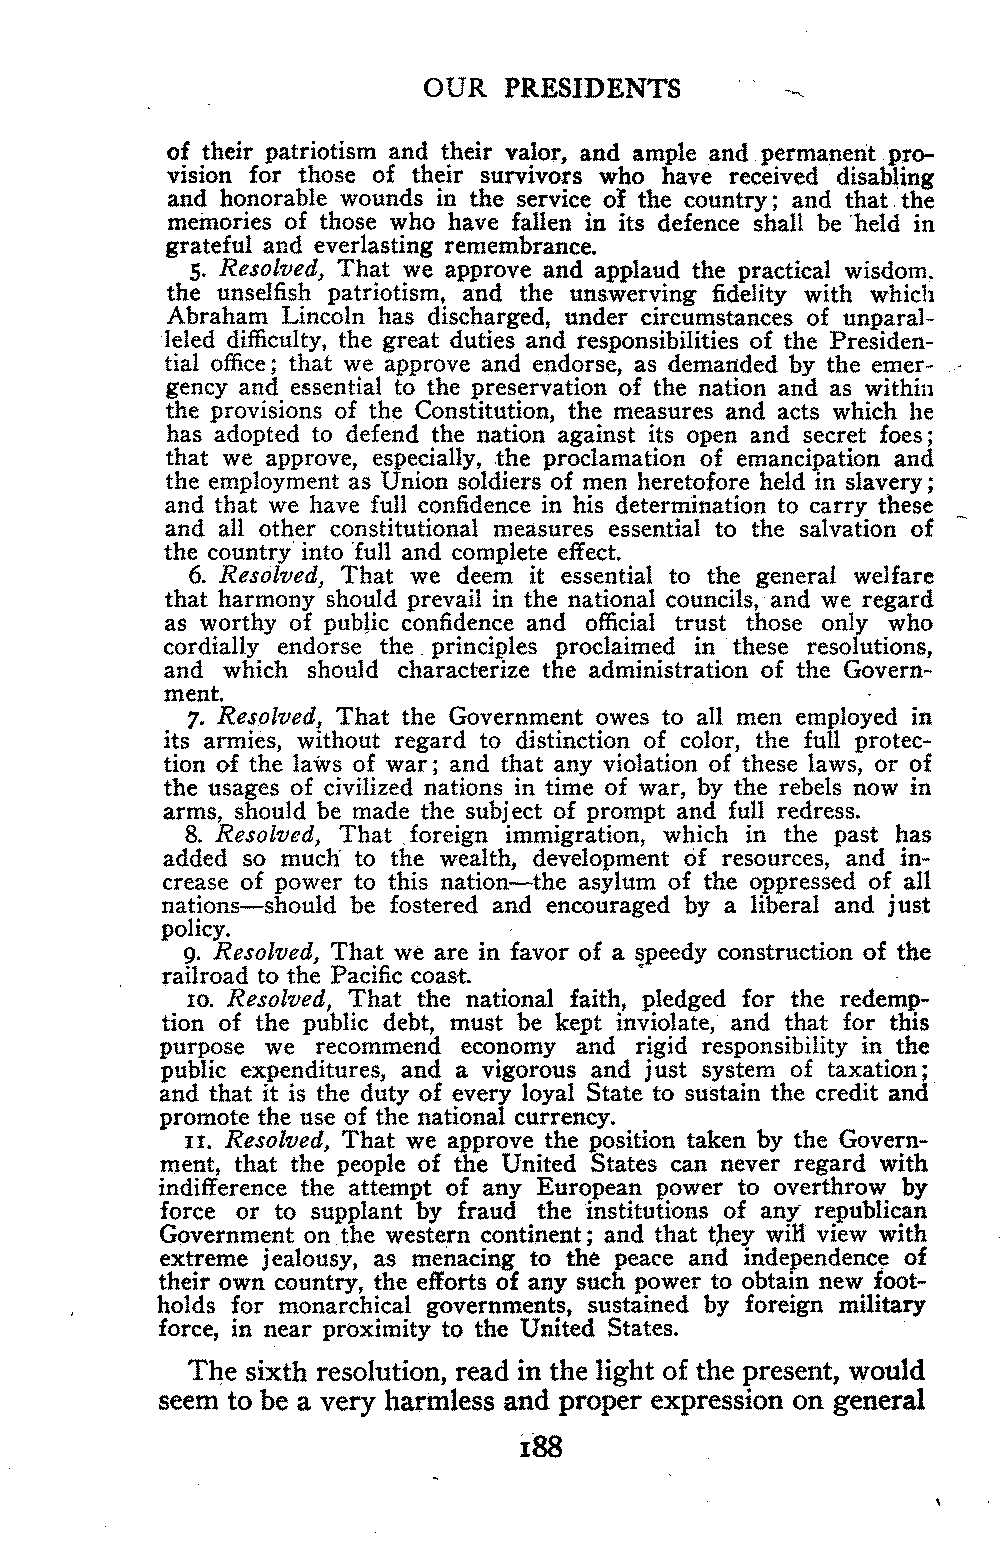 OUR PRESIDENTS
of their patriotism and their valor, and ample and permanent pro-
vision for those of their survivors who have received disabling
and honorable wounds in the service of the country; and that the
memories of those who have fallen in its defence shall be held in
grateful and everlasting remembrance.
5. Resolved, That we approve and applaud the practical wisdom.
the unselfish patriotism, and the unswerving fidelity with which
Abraham Lincoln has discharged, under circumstances of unparal-
leled difficulty, the great duties and responsibilities of the Presiden-
tial office; that we approve and endorse, as demanded by the emer-
gency and essential to the preservation of the nation and as within
the provisions of the Constitution, the measures and acts which he
has adopted to defend the nation against its open and secret foes;
that we approve, especially, the proclamation of emancipation and
the employment as Union soldiers of men heretofore held in slavery;
and that we have full confidence in his determination to carry these
and all other constitutional measures essential to the salvation of
the country into full and complete effect.
6. Resolved, That we deem it essential to the general welfare
that harmony should prevail in the national councils, and we regard
as worthy of public confidence and official trust those only who
cordially endorse the principles proclaimed in these resolutions,
and which should characterize the administration of the Govern-
ment.
7. Resolved, That the Government owes to all men employed in
its armies, without regard to distinction of color, the full protec-
tion of the laws of war; and that any violation of these laws, or of
the usages of civilized nations in time of war, by the rebels now in
arms, should be made the subject of prompt and full redress.
8. Resolved, That foreign immigration, which in the past has
added so much to the wealth, development of resources, and in-
crease of power to this nation—the asylum of the oppressed of all
nations—should be fostered and encouraged by a liberal and just
policy.
9. Resolved, That we are in favor of a speedy construction of the
railroad to the Pacific coast.
10. Resolved, That the national faith, pledged for the redemp-
tion of the public debt, must be kept inviolate, and that for this
purpose we recommend economy and rigid responsibility in the
public expenditures, and a vigorous and just system of taxation;
and that it is the duty of every loyal State to sustain the credit and
promote the use of the national currency.
11. Resolved, That we approve the position taken by the Govern-
ment, that the people of the United States can never regard with
indifference the attempt of any European power to overthrow by
force or to supplant by fraud the institutions of any republican
Government on the western continent; and that they will view with
extreme jealousy, as menacing to the peace and independence of
their own country, the efforts of any such power to obtain new foot-
holds for monarchical governments, sustained by foreign military
force, in near proximity to the United States.
The sixth resolution, read in the light of the present, would
seem to be a very harmless and proper expression on general
188